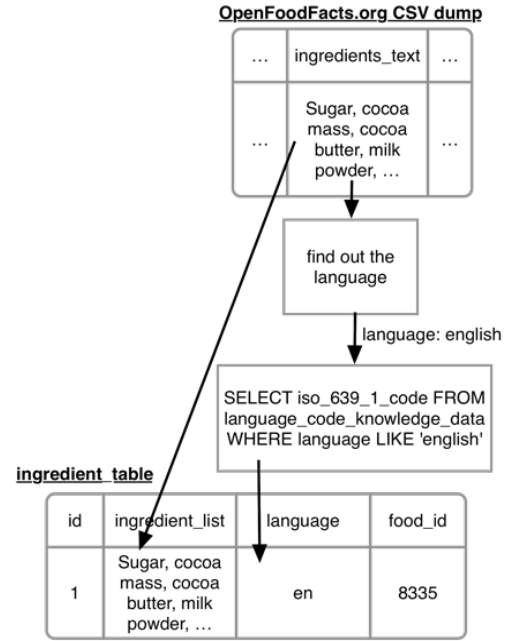 OpenFoodFacts.org CSV dump
... ingredients_text ...
... Sugar, cocoa ...
mass, cocoa
butter, milk
powder, ...
find out the
language
language: english
SELECT iso_639_1_code FROM
language_code_knowledge_data
WHERE language LIKE 'english'
ingredient_table
id ingredient_list language food_id
1 Sugar, cocoa en 8335
mass, cocoa
butter, milk
powder, ...